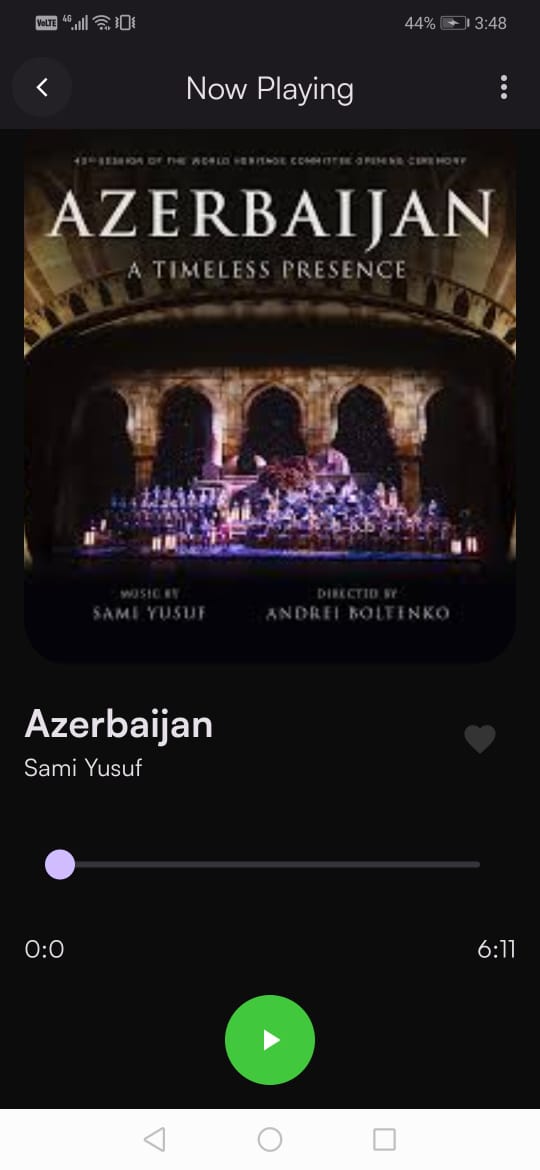 VoLTE 4G 44% 3:48
Now Playing
43RD SESSION OF THE WORLD HERITAGE COMMITTEE OPENING CEREMONY
AZERBAIJAN
A TIMELESS PRESENCE
MUSIC BY DIRECTED BY
SAMI YUSUF ANDREI BOLTENKO
Azerbaijan
Sami Yusuf
0:0 6:11